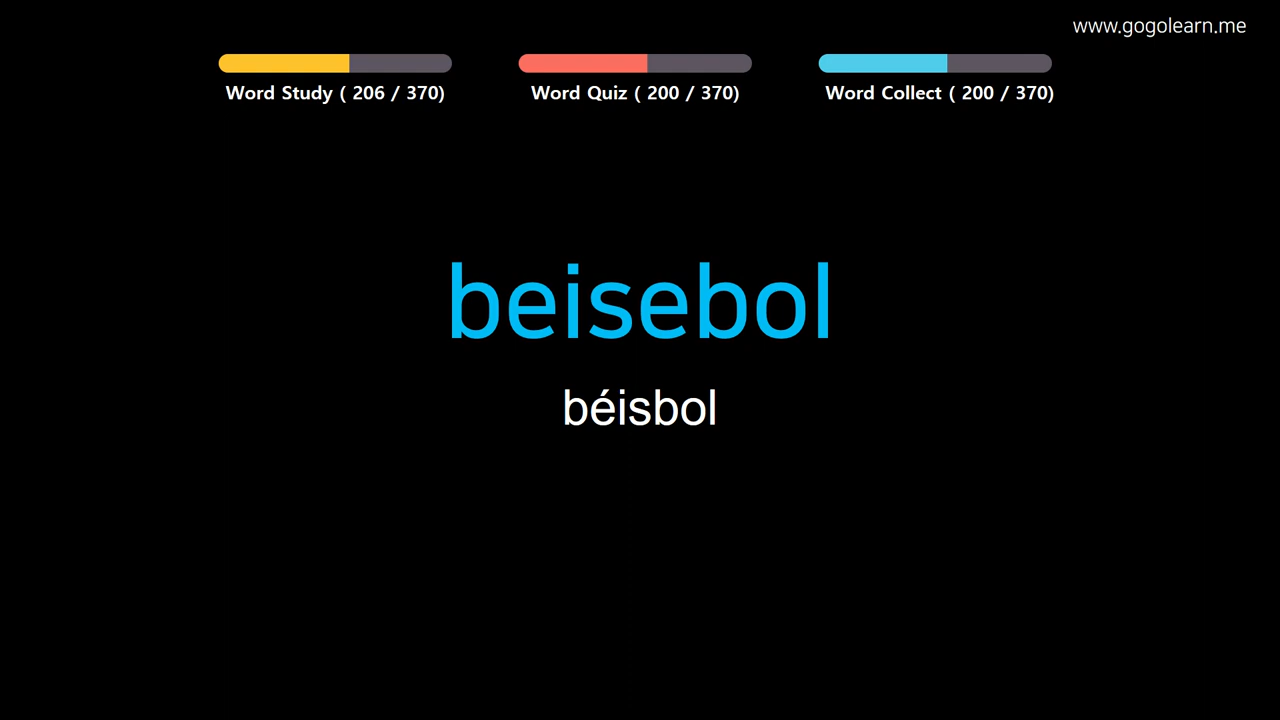 www.gogolearn.me
Word Study ( 206 / 370)
Word Quiz ( 200 / 370)
Word Collect ( 200 / 370)
beisebol
béisbol